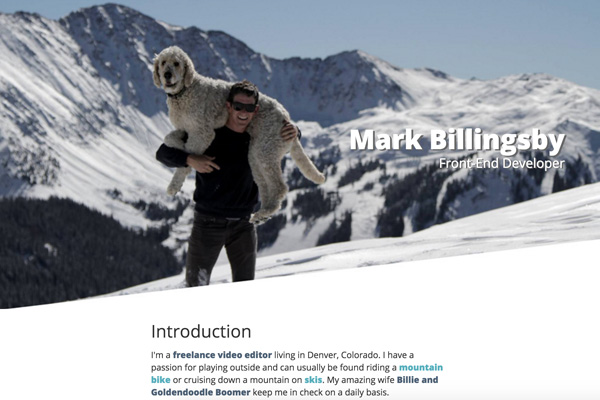 Mark Billingsby
Front-End Developer
Introduction
I'm a freelance video editor living in Denver, Colorado. I have a
passion for playing outside and can usually be found riding a mountain
bike or cruising down a mountain on skis. My amazing wife Billie and
Goldendoodle Boomer keep me in check on a daily basis.